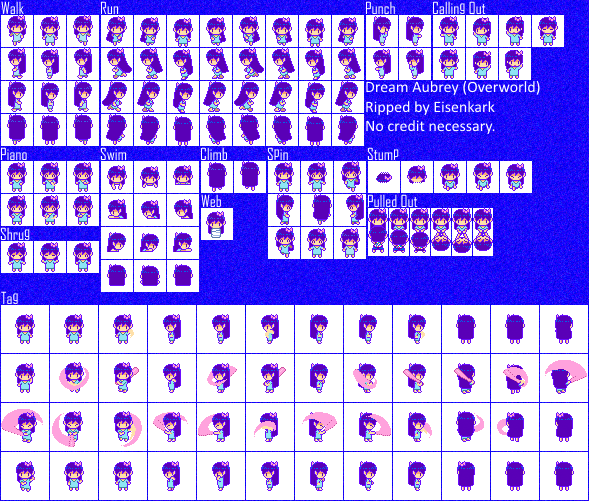 Walk
Run
Punch
Calling Out
Dream Aubrey (Overworld)
Ripped by Eisenkark
No credit necessary.
Piano
Swim
Climb
Spin
Stump
Web
Pulled Out
Shrug
Tag